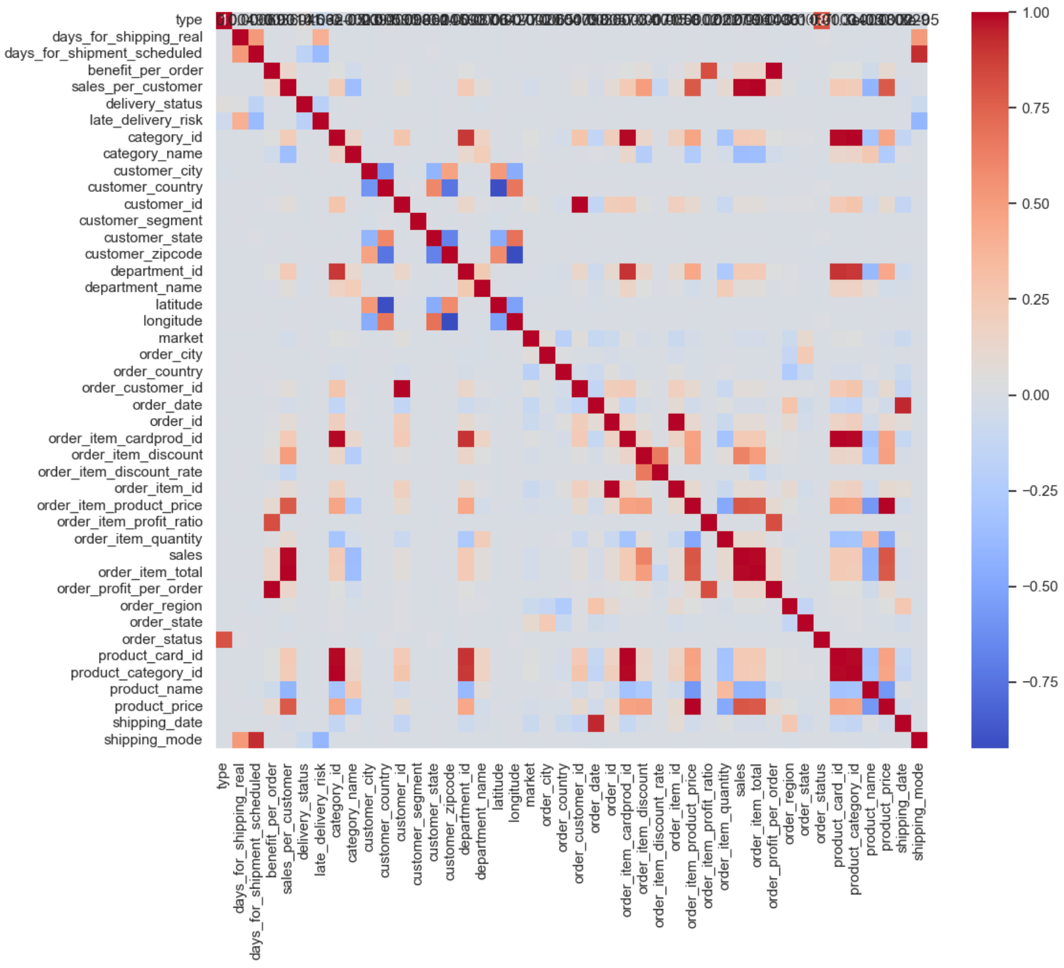 type
days_for_shipping_real
days_for_shipment_scheduled
benefit_per_order
sales_per_customer
delivery_status
late_delivery_risk
category_id
category_name
customer_city
customer_country
customer_id
customer_segment
customer_state
customer_zipcode
department_id
department_name
latitude
longitude
market
order_city
order_country
order_customer_id
order_date
order_id
order_item_cardprod_id
order_item_discount
order_item_discount_rate
order_item_id
order_item_product_price
order_item_profit_ratio
order_item_quantity
sales
order_item_total
order_profit_per_order
order_region
order_state
order_status
product_card_id
product_category_id
product_name
product_price
shipping_date
shipping_mode
type
days_for_shipping_real
days_for_shipment_scheduled
benefit_per_order
sales_per_customer
delivery_status
late_delivery_risk
category_id
category_name
customer_city
customer_country
customer_id
customer_segment
customer_state
customer_zipcode
department_id
department_name
latitude
longitude
market
order_city
order_country
order_customer_id
order_date
order_id
order_item_cardprod_id
order_item_discount
order_item_discount_rate
order_item_id
order_item_product_price
order_item_profit_ratio
order_item_quantity
sales
order_item_total
order_profit_per_order
order_region
order_state
order_status
product_card_id
product_category_id
product_name
product_price
shipping_date
shipping_mode
1.00
0.75
0.50
0.25
0.00
−0.25
−0.50
−0.75